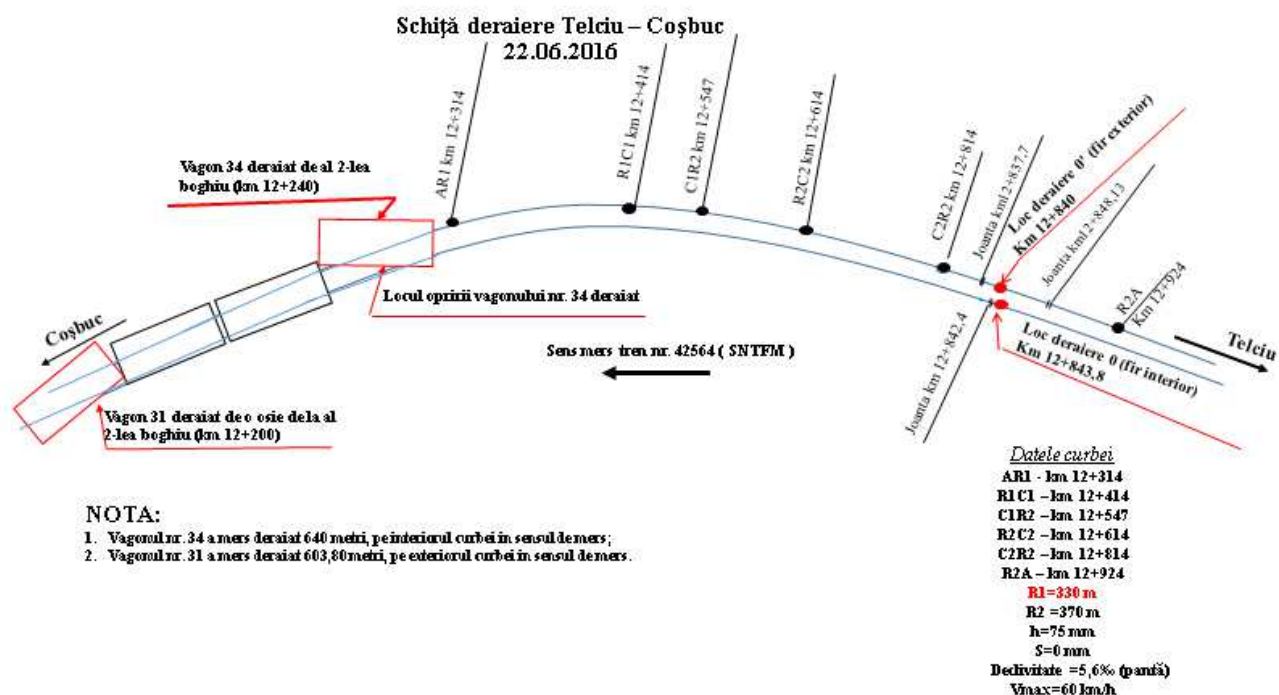 Schiță deraiere Telciu – Coșbuc
22.06.2016
AR1 km 12+314
R1C1 km 12+414
C1R2 km 12+547
R2C2 km 12+614
C2R2 km 12+814
Joanta km12+837,7
Loc deraiere 0' (fir exterior)
Km 12+840
Joanta km12+848,13
R2A
Km 12+924
Vagon 34 deraiat de al 2-lea
boghiu (km 12+240)
Locul opririi vagonului nr. 34 deraiat
Coșbuc
Telciu
Sens mers tren nr. 42564 ( SNTFM )
Joanta km 12+842,4
Loc deraiere 0 (fir interior)
Km 12+843,8
Vagon 31 deraiat de o osie de la al
2-lea boghiu (km 12+200)
NOTA:
1. Vagonul nr. 34 a mers deraiat 640 metri, pe interiorul curbei in sensul de mers;
2. Vagonul nr. 31 a mers deraiat 603,80 metri, pe exteriorul curbei in sensul de mers.
Datele curbei
AR1 - km 12+314
R1C1 – km 12+414
C1R2 – km 12+547
R2C2 – km 12+614
C2R2 – km 12+814
R2A – km 12+924
R1=330 m
R2 =370 m
h=75 mm
S=0 mm
Declivitate =5,6‰ (pantă)
Vmax=60 km/h